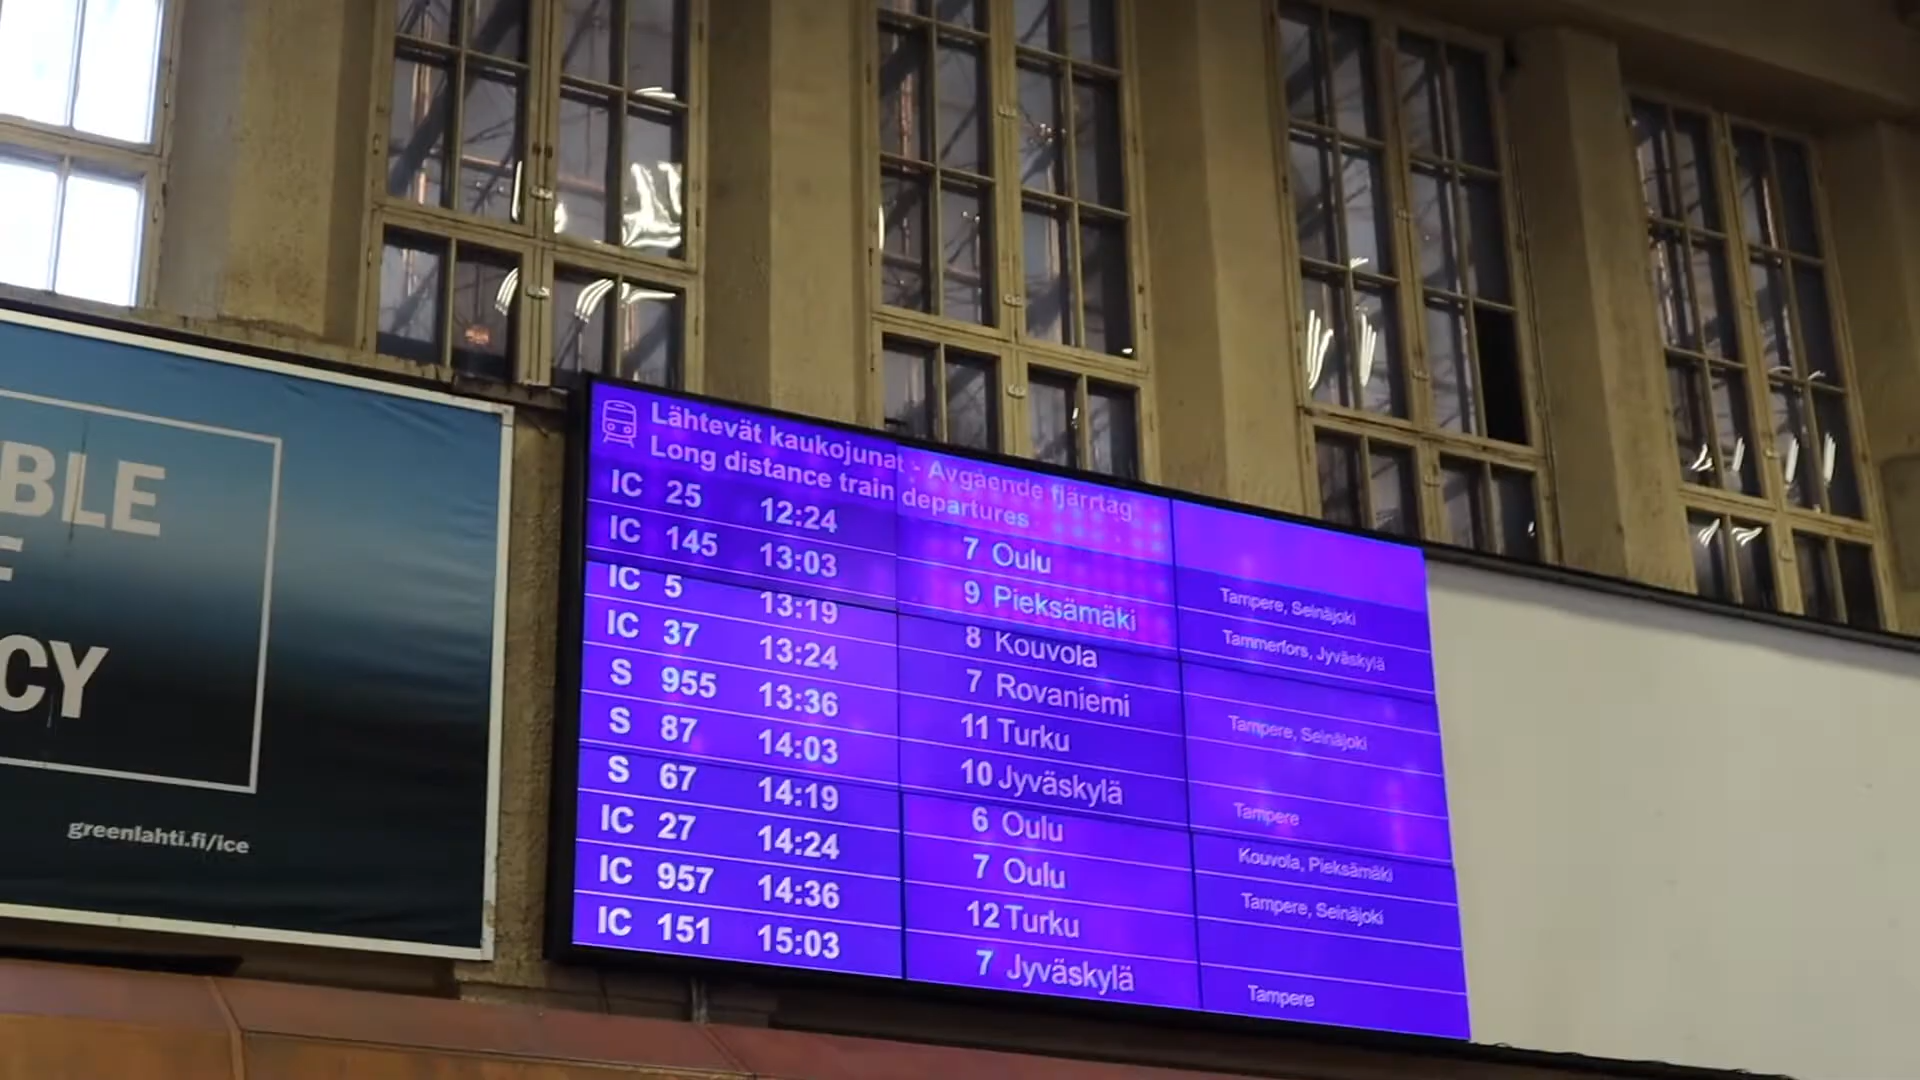 BLE
F
CY
greenlahti.fi/ice
Lähtevät kaukojunat - Avgående fjärrtåg
Long distance train departures
IC 25 12:24 7 Oulu Tampere, Seinäjoki
IC 145 13:03 9 Pieksämäki Tammerfors, Jyväskylä
IC 5 13:19 8 Kouvola
IC 37 13:24 7 Rovaniemi Tampere, Seinäjoki
S 955 13:36 11 Turku
S 87 14:03 10 Jyväskylä Tampere
S 67 14:19 6 Oulu Kouvola, Pieksämäki
IC 27 14:24 7 Oulu Tampere, Seinäjoki
IC 957 14:36 12 Turku
IC 151 15:03 7 Jyväskylä Tampere